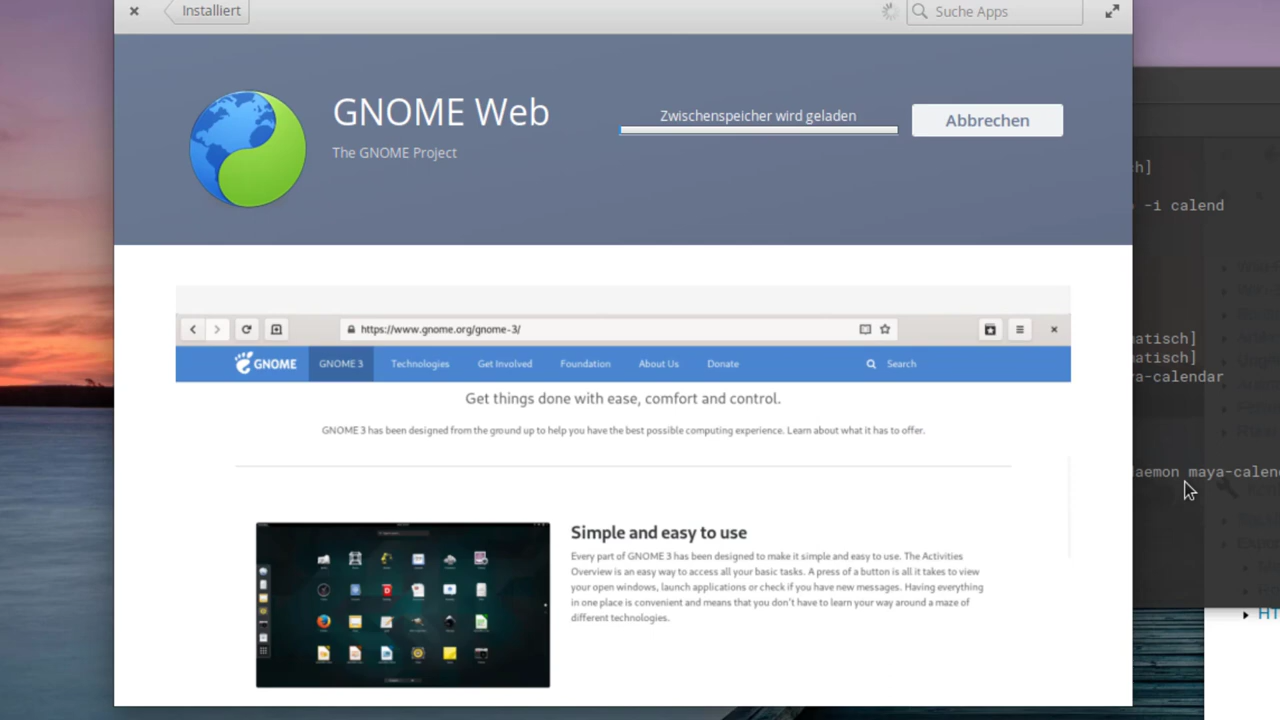 Installiert
Suche Apps
GNOME Web
The GNOME Project
Zwischenspeicher wird geladen
Abbrechen
https://www.gnome.org/gnome-3/
GNOME
GNOME 3
Technologies
Get Involved
Foundation
About Us
Donate
Search
Get things done with ease, comfort and control.
GNOME 3 has been designed from the ground up to help you have the best possible computing experience. Learn about what it has to offer.
Simple and easy to use
Every part of GNOME 3 has been designed to make it simple and easy to use. The Activities
Overview is an easy way to access all your basic tasks. A press of a button is all it takes to view
your open windows, launch applications or check if you have new messages. Having everything
in one place is convenient and means that you don't have to learn your way around a maze of
different technologies.
h]
-i calend
atisch]
atisch]
a-calendar
aemon maya-calen
HT